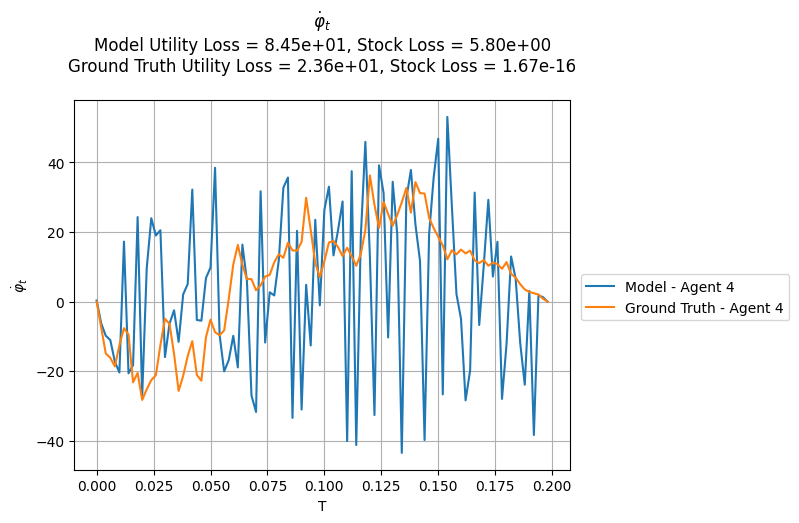 φ̇ₜ
Model Utility Loss = 8.45e+01, Stock Loss = 5.80e+00
Ground Truth Utility Loss = 2.36e+01, Stock Loss = 1.67e-16
φ̇ₜ
40
20
0
−20
−40
0.000 0.025 0.050 0.075 0.100 0.125 0.150 0.175 0.200
T
Model - Agent 4
Ground Truth - Agent 4